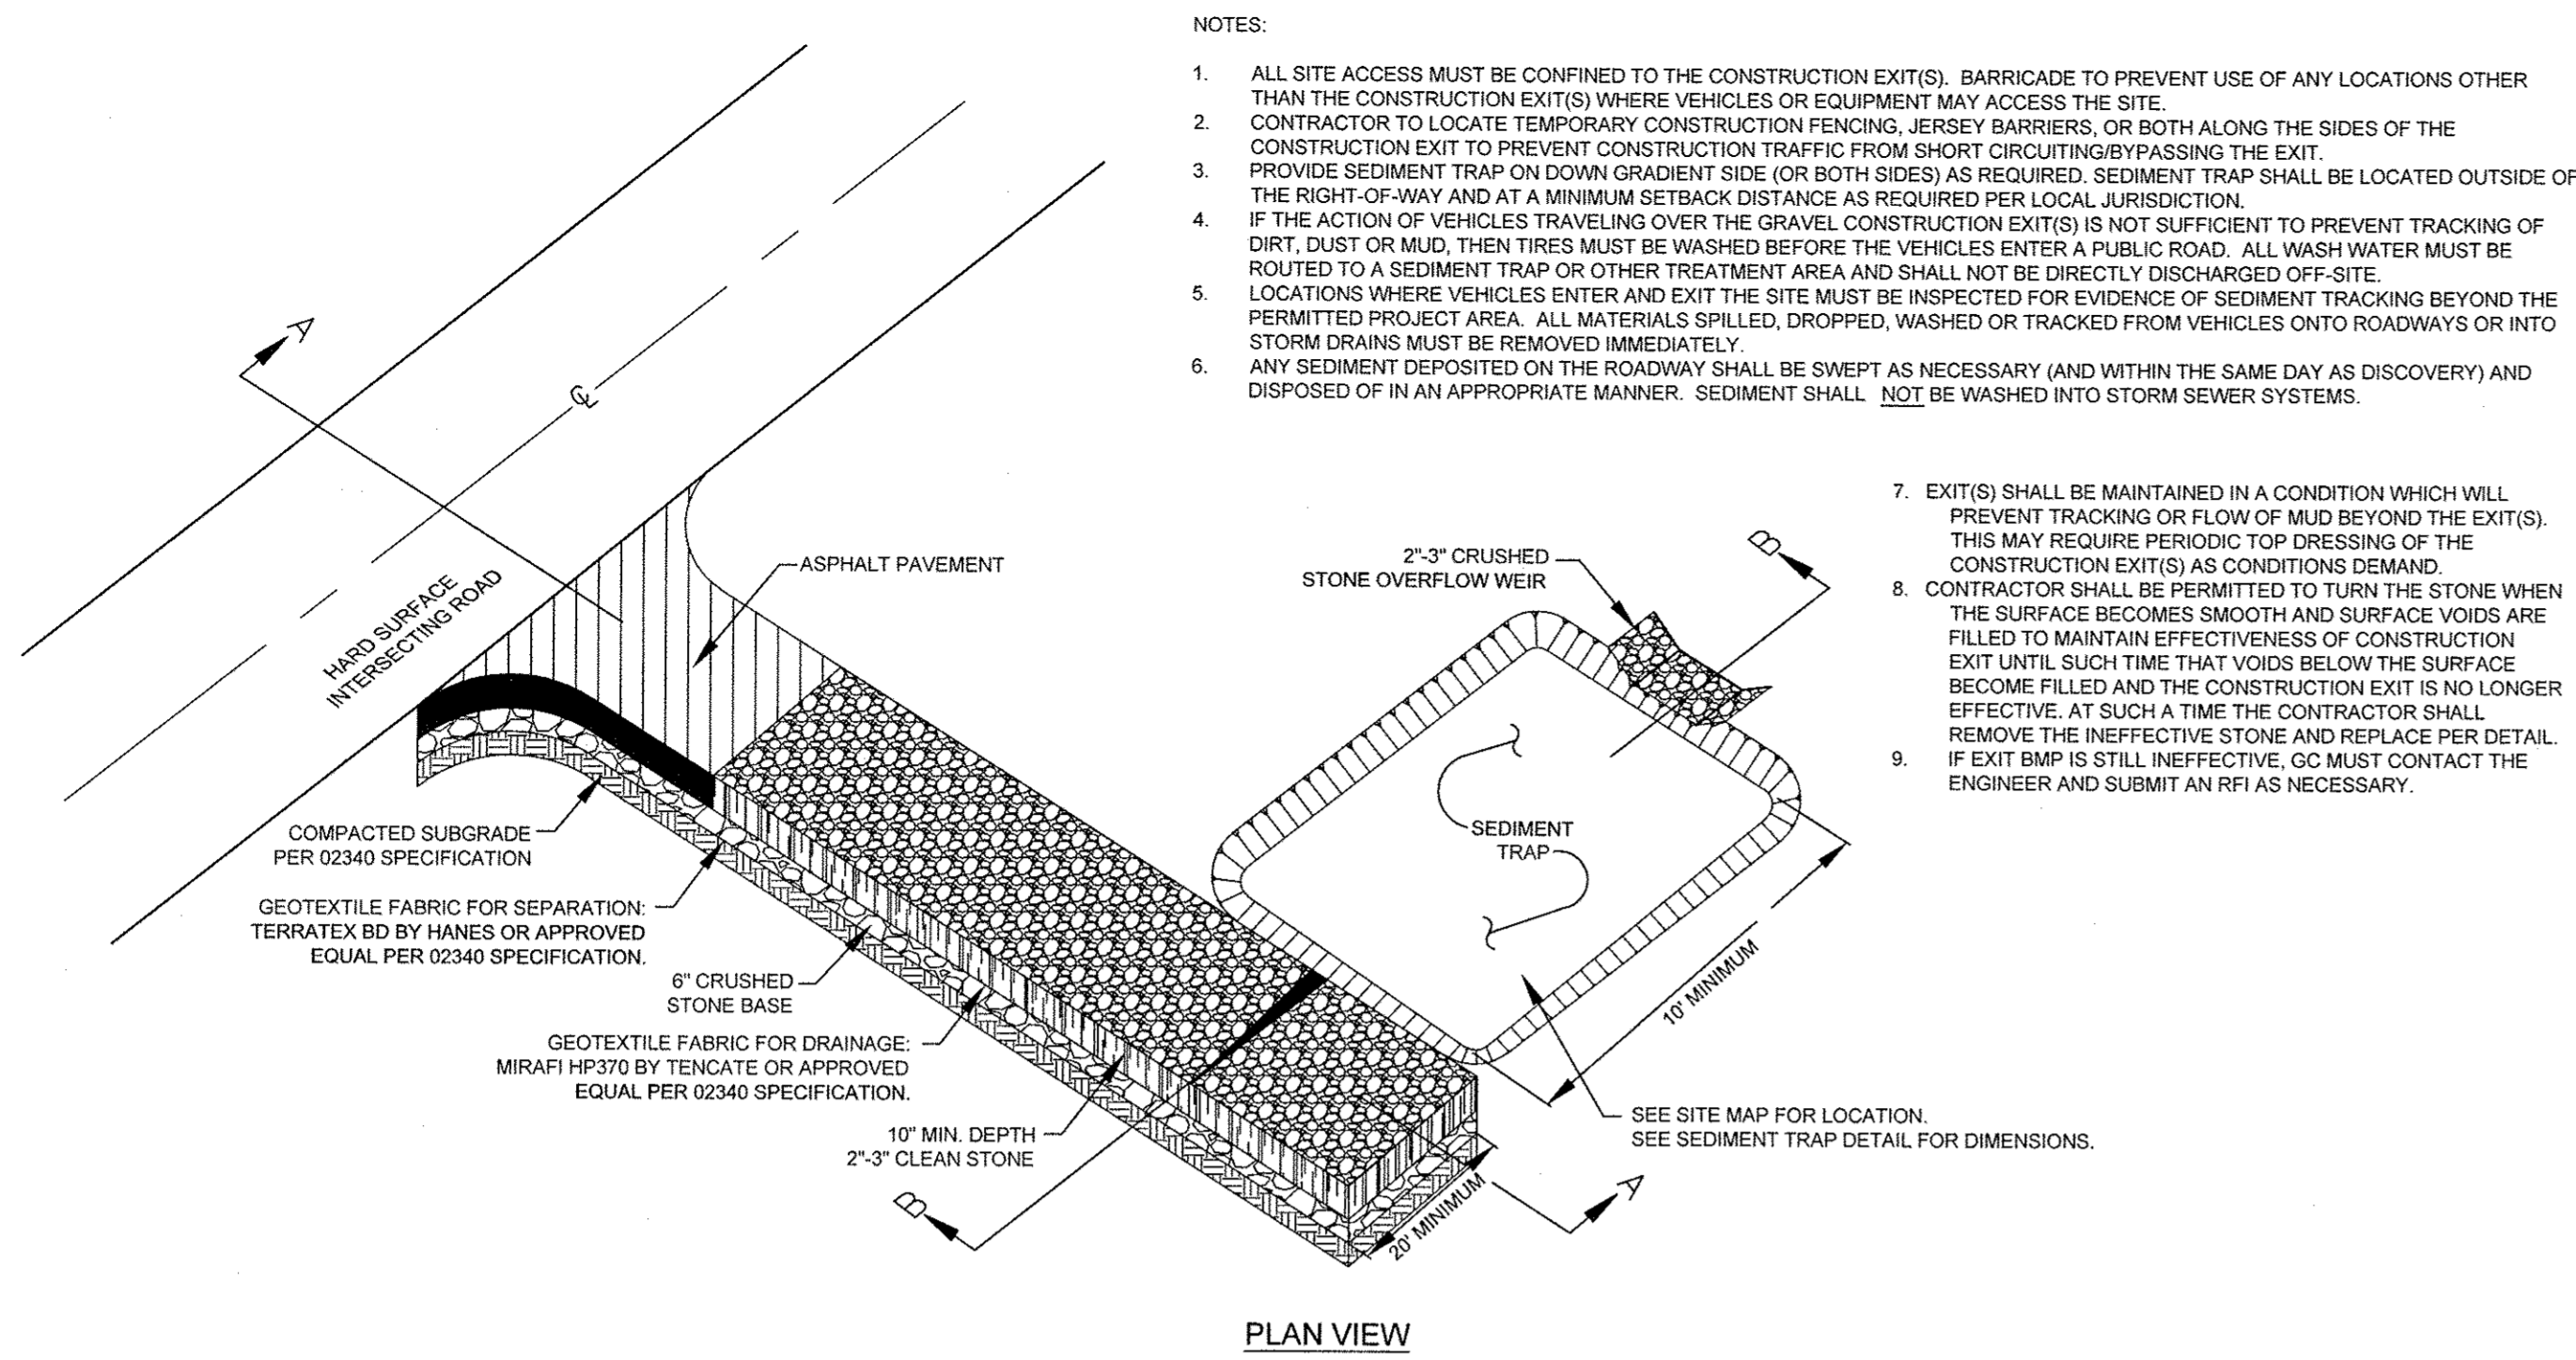 NOTES:
1. ALL SITE ACCESS MUST BE CONFINED TO THE CONSTRUCTION EXIT(S). BARRICADE TO PREVENT USE OF ANY LOCATIONS OTHER
THAN THE CONSTRUCTION EXIT(S) WHERE VEHICLES OR EQUIPMENT MAY ACCESS THE SITE.
2. CONTRACTOR TO LOCATE TEMPORARY CONSTRUCTION FENCING, JERSEY BARRIERS, OR BOTH ALONG THE SIDES OF THE
CONSTRUCTION EXIT TO PREVENT CONSTRUCTION TRAFFIC FROM SHORT CIRCUITING/BYPASSING THE EXIT.
3. PROVIDE SEDIMENT TRAP ON DOWN GRADIENT SIDE (OR BOTH SIDES) AS REQUIRED. SEDIMENT TRAP SHALL BE LOCATED OUTSIDE OF
THE RIGHT-OF-WAY AND AT A MINIMUM SETBACK DISTANCE AS REQUIRED PER LOCAL JURISDICTION.
4. IF THE ACTION OF VEHICLES TRAVELING OVER THE GRAVEL CONSTRUCTION EXIT(S) IS NOT SUFFICIENT TO PREVENT TRACKING OF
DIRT, DUST OR MUD, THEN TIRES MUST BE WASHED BEFORE THE VEHICLES ENTER A PUBLIC ROAD. ALL WASH WATER MUST BE
ROUTED TO A SEDIMENT TRAP OR OTHER TREATMENT AREA AND SHALL NOT BE DIRECTLY DISCHARGED OFF-SITE.
5. LOCATIONS WHERE VEHICLES ENTER AND EXIT THE SITE MUST BE INSPECTED FOR EVIDENCE OF SEDIMENT TRACKING BEYOND THE
PERMITTED PROJECT AREA. ALL MATERIALS SPILLED, DROPPED, WASHED OR TRACKED FROM VEHICLES ONTO ROADWAYS OR INTO
STORM DRAINS MUST BE REMOVED IMMEDIATELY.
6. ANY SEDIMENT DEPOSITED ON THE ROADWAY SHALL BE SWEPT AS NECESSARY (AND WITHIN THE SAME DAY AS DISCOVERY) AND
DISPOSED OF IN AN APPROPRIATE MANNER. SEDIMENT SHALL NOT BE WASHED INTO STORM SEWER SYSTEMS.
7. EXIT(S) SHALL BE MAINTAINED IN A CONDITION WHICH WILL
PREVENT TRACKING OR FLOW OF MUD BEYOND THE EXIT(S).
THIS MAY REQUIRE PERIODIC TOP DRESSING OF THE
CONSTRUCTION EXIT(S) AS CONDITIONS DEMAND.
8. CONTRACTOR SHALL BE PERMITTED TO TURN THE STONE WHEN
THE SURFACE BECOMES SMOOTH AND SURFACE VOIDS ARE
FILLED TO MAINTAIN EFFECTIVENESS OF CONSTRUCTION
EXIT UNTIL SUCH TIME THAT VOIDS BELOW THE SURFACE
BECOME FILLED AND THE CONSTRUCTION EXIT IS NO LONGER
EFFECTIVE. AT SUCH A TIME THE CONTRACTOR SHALL
REMOVE THE INEFFECTIVE STONE AND REPLACE PER DETAIL.
9. IF EXIT BMP IS STILL INEFFECTIVE, GC MUST CONTACT THE
ENGINEER AND SUBMIT AN RFI AS NECESSARY.
A
℄
HARD SURFACE
INTERSECTING ROAD
ASPHALT PAVEMENT
2"-3" CRUSHED
STONE OVERFLOW WEIR
B
COMPACTED SUBGRADE
PER 02340 SPECIFICATION
GEOTEXTILE FABRIC FOR SEPARATION:
TERRATEX BD BY HANES OR APPROVED
EQUAL PER 02340 SPECIFICATION.
6" CRUSHED
STONE BASE
GEOTEXTILE FABRIC FOR DRAINAGE:
MIRAFI HP370 BY TENCATE OR APPROVED
EQUAL PER 02340 SPECIFICATION.
10" MIN. DEPTH
2"-3" CLEAN STONE
B
SEDIMENT
TRAP
10' MINIMUM
SEE SITE MAP FOR LOCATION.
SEE SEDIMENT TRAP DETAIL FOR DIMENSIONS.
20' MINIMUM
A
PLAN VIEW